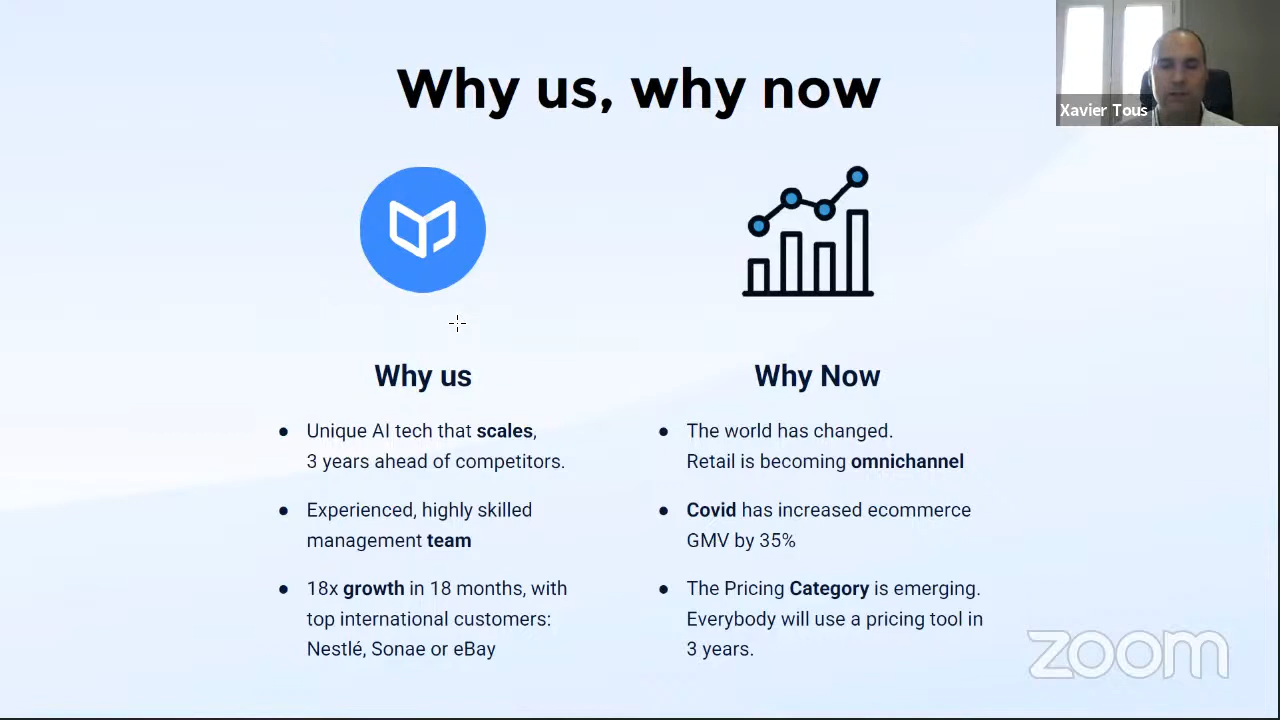 Why us, why now
Xavier Tous
Why us
● Unique AI tech that scales,
3 years ahead of competitors.
● Experienced, highly skilled
management team
● 18x growth in 18 months, with
top international customers:
Nestlé, Sonae or eBay
Why Now
● The world has changed.
Retail is becoming omnichannel
● Covid has increased ecommerce
GMV by 35%
● The Pricing Category is emerging.
Everybody will use a pricing tool in
3 years.
zoom